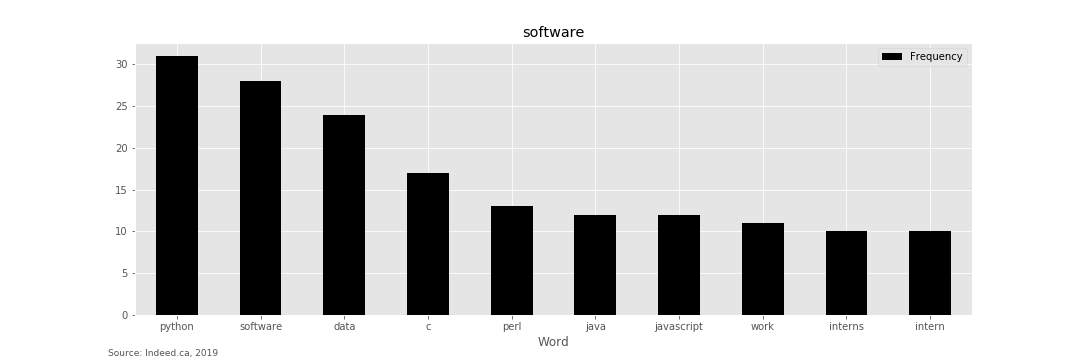 software
Frequency
30
25
20
15
10
5
0
python software data c perl java javascript work interns intern
Word
Source: Indeed.ca, 2019